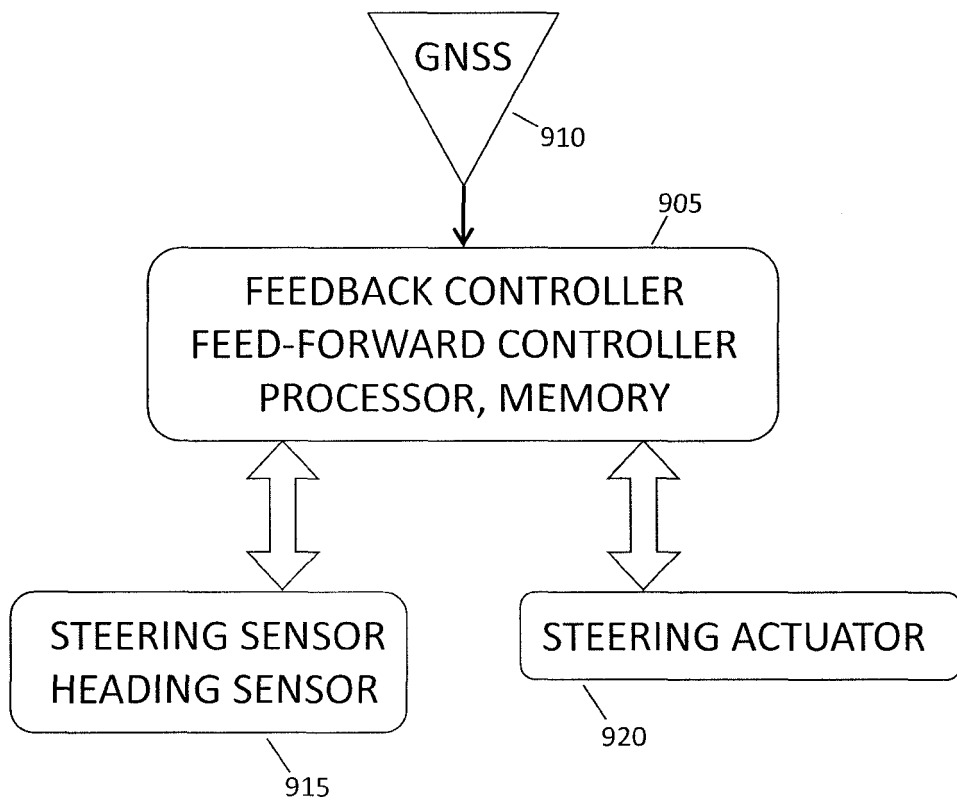 GNSS
910
905
FEEDBACK CONTROLLER
FEED-FORWARD CONTROLLER
PROCESSOR, MEMORY
STEERING SENSOR
HEADING SENSOR
915
STEERING ACTUATOR
920